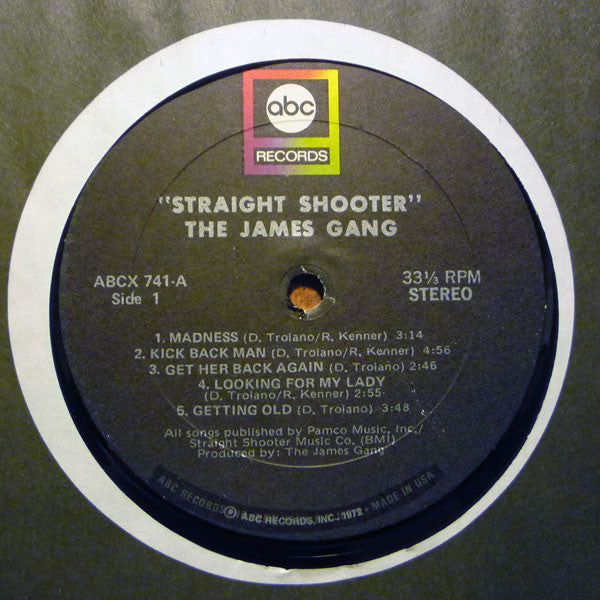 abc
RECORDS
"STRAIGHT SHOOTER"
THE JAMES GANG
ABCX 741-A
Side 1
33⅓ RPM
STEREO
1. MADNESS (D. Troiano/R. Kenner) 3:14
2. KICK BACK MAN (D. Troiano/R. Kenner) 4:56
3. GET HER BACK AGAIN (D. Troiano) 2:46
4. LOOKING FOR MY LADY
(D. Troiano/R. Kenner) 2:55
5. GETTING OLD (D. Troiano) 3:48
All songs published by Pamco Music, Inc./
Straight Shooter Music Co. (BMI)
Produced by: The James Gang
ABC RECORDS ℗ ABC RECORDS, INC., 1972 • MADE IN USA